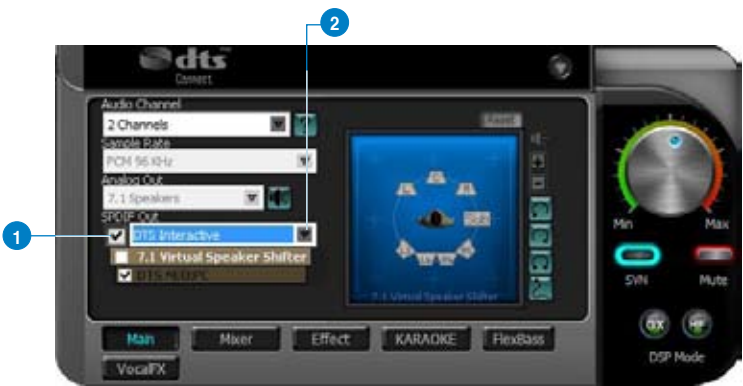 2
dts
Connect
Audio Channel
2 Channels
Reset
Sample Rate
PCM 96 KHz
Analog Out
7.1 Speakers
SPDIF Out
1
DTS Interactive
7.1 Virtual Speaker Shifter
DTS NEO:PC
7.1 Virtual Speaker Shifter
Min
Max
SVN
Mute
Main
Mixer
Effect
KARAOKE
FlexBass
VocalFX
DSP Mode